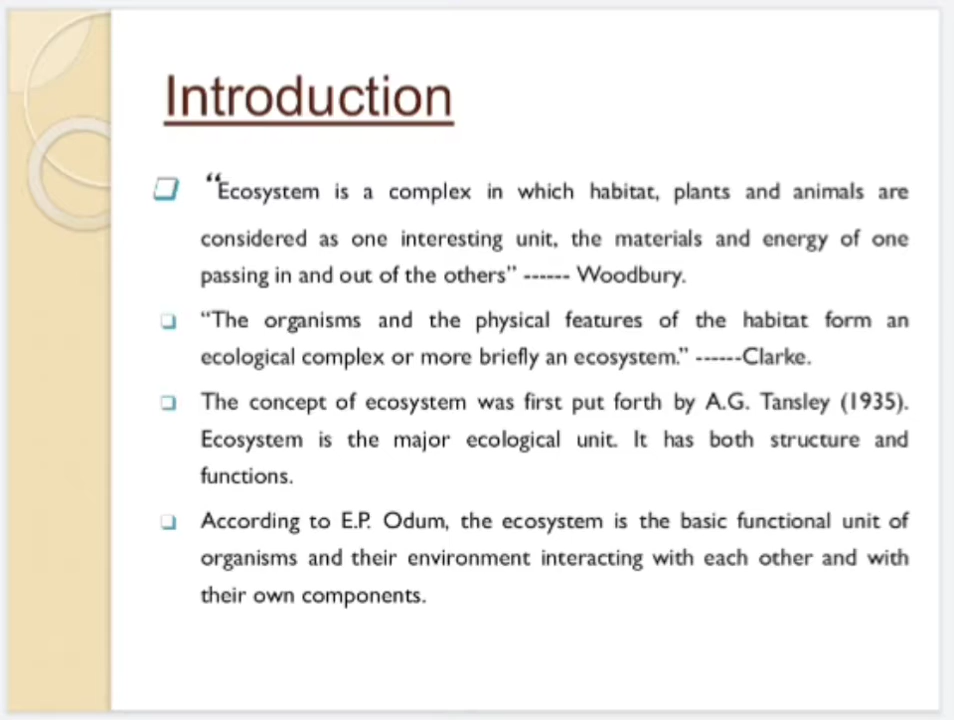 Introduction
“Ecosystem is a complex in which habitat, plants and animals are
considered as one interesting unit, the materials and energy of one
passing in and out of the others” ------ Woodbury.
“The organisms and the physical features of the habitat form an
ecological complex or more briefly an ecosystem.” ------Clarke.
The concept of ecosystem was first put forth by A.G. Tansley (1935).
Ecosystem is the major ecological unit. It has both structure and
functions.
According to E.P. Odum, the ecosystem is the basic functional unit of
organisms and their environment interacting with each other and with
their own components.